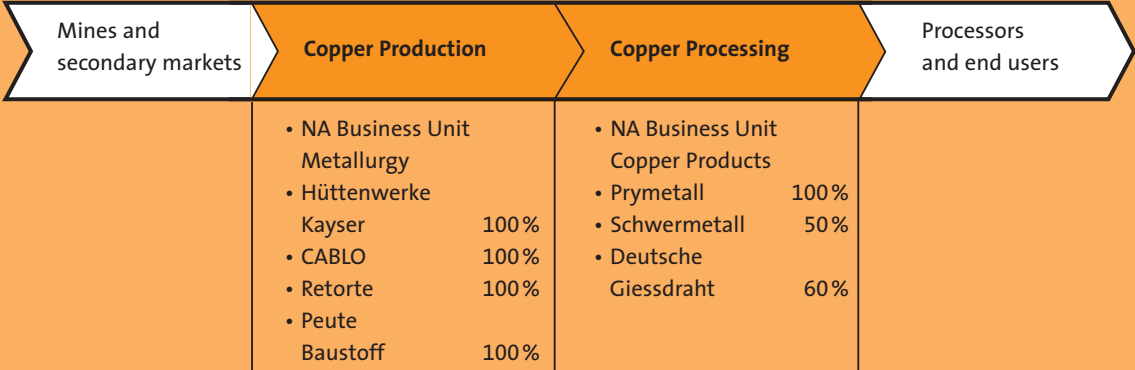 Mines and
secondary markets
Copper Production
Copper Processing
Processors
and end users
• NA Business Unit
Metallurgy
• Hüttenwerke
Kayser 100%
• CABLO 100%
• Retorte 100%
• Peute
Baustoff 100%
• NA Business Unit
Copper Products
• Prymetall 100%
• Schwermetall 50%
• Deutsche
Giessdraht 60%